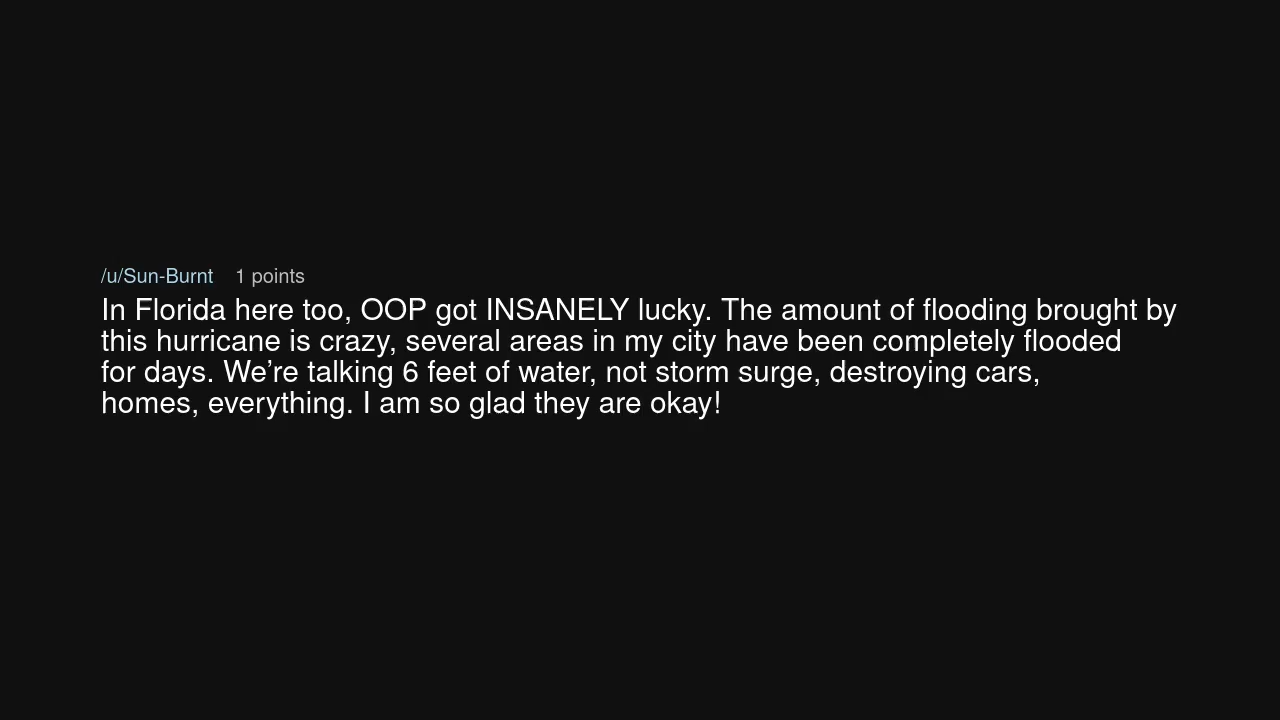 /u/Sun-Burnt 1 points
In Florida here too, OOP got INSANELY lucky. The amount of flooding brought by
this hurricane is crazy, several areas in my city have been completely flooded
for days. We’re talking 6 feet of water, not storm surge, destroying cars,
homes, everything. I am so glad they are okay!